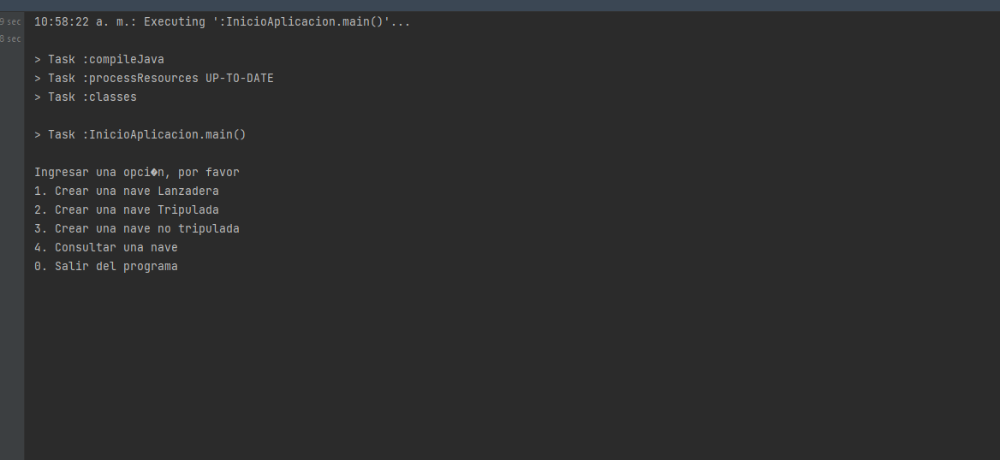 9 sec
8 sec
10:58:22 a. m.: Executing ':InicioAplicacion.main()'...
> Task :compileJava
> Task :processResources UP-TO-DATE
> Task :classes
> Task :InicioAplicacion.main()
Ingresar una opci�n, por favor
1. Crear una nave Lanzadera
2. Crear una nave Tripulada
3. Crear una nave no tripulada
4. Consultar una nave
0. Salir del programa